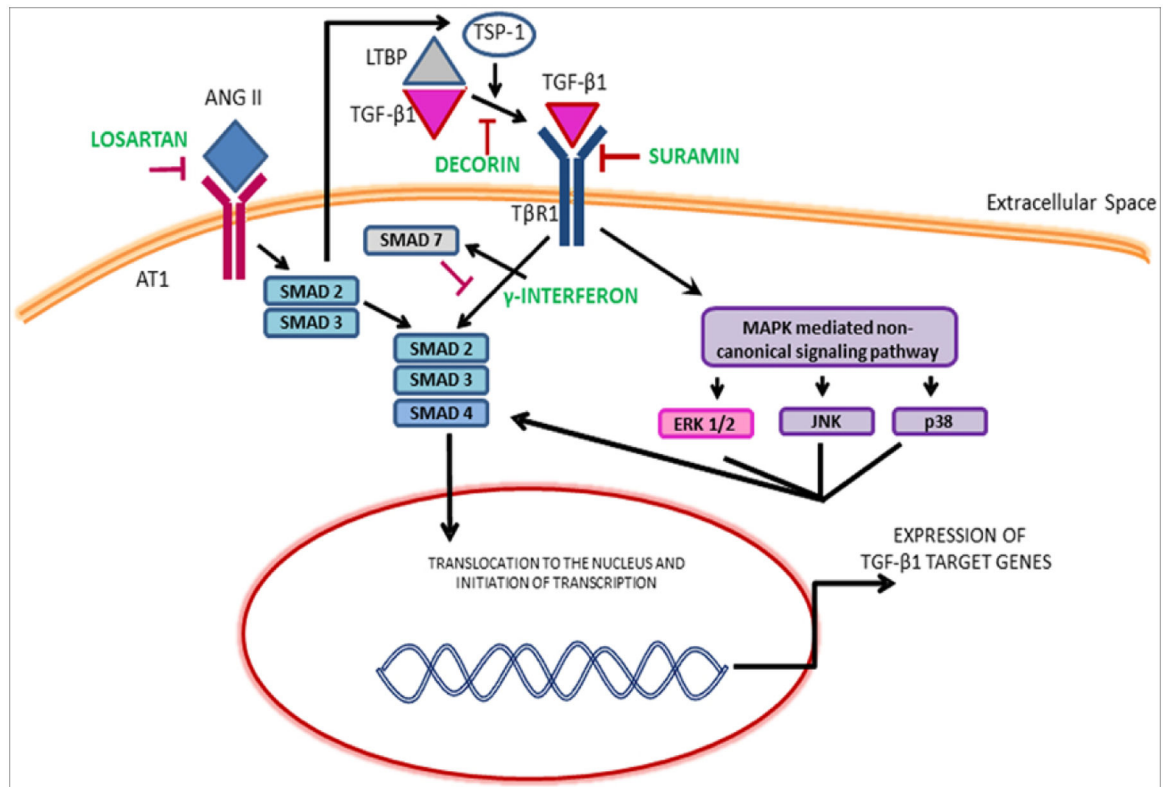 TSP-1
LTBP
TGF-β1
TGF-β1
ANG II
LOSARTAN
DECORIN
SURAMIN
Extracellular Space
TβR1
SMAD 7
AT1
γ-INTERFERON
SMAD 2
SMAD 3
SMAD 2
SMAD 3
SMAD 4
MAPK mediated non-
canonical signaling pathway
ERK 1/2
JNK
p38
EXPRESSION OF
TGF-β1 TARGET GENES
TRANSLOCATION TO THE NUCLEUS AND
INITIATION OF TRANSCRIPTION